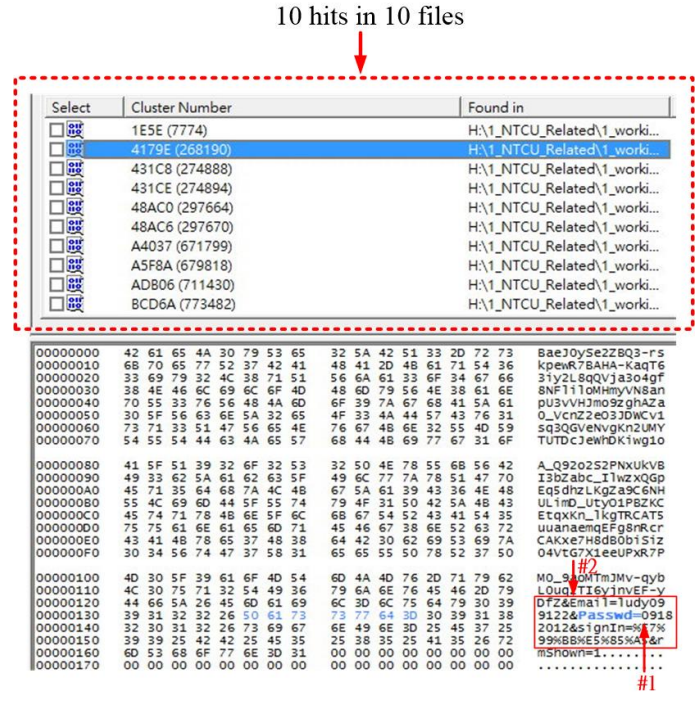 10 hits in 10 files
Select Cluster Number Found in
1E5E (7774) H:\1_NTCU_Related\1_worki...
4179E (268190) H:\1_NTCU_Related\1_worki...
431C8 (274888) H:\1_NTCU_Related\1_worki...
431CE (274894) H:\1_NTCU_Related\1_worki...
48AC0 (297664) H:\1_NTCU_Related\1_worki...
48AC6 (297670) H:\1_NTCU_Related\1_worki...
A4037 (671799) H:\1_NTCU_Related\1_worki...
A5F8A (679818) H:\1_NTCU_Related\1_worki...
ADB06 (711430) H:\1_NTCU_Related\1_worki...
BCD6A (773482) H:\1_NTCU_Related\1_worki...
00000000 42 61 65 4A 30 79 53 65 32 5A 42 51 33 2D 72 73 BaeJ0ySe2ZBQ3-rs
00000010 6B 70 65 77 52 37 42 41 48 41 2D 4B 61 71 54 36 kpewR7BAHA-KaqT6
00000020 33 69 79 32 4C 38 71 51 56 6A 61 33 6F 34 67 66 3iy2L8qQVja3o4gf
00000030 38 4E 46 6C 69 6C 6F 4D 48 6D 79 56 4E 38 61 6E 8NFliloMHmyVN8an
00000040 70 55 33 76 56 48 4A 6D 6F 39 7A 67 68 41 5A 61 pU3vVHJmo9zghAZa
00000050 30 5F 56 63 6E 5A 32 65 4F 33 4A 44 57 43 76 31 0_VcnZ2eO3JDWCv1
00000060 73 71 33 51 47 56 65 4E 76 67 4B 6E 32 55 4D 59 sq3QGVeNvgKn2UMY
00000070 54 55 54 44 63 4A 65 57 68 44 4B 69 77 67 31 6F TUTDcJeWhDKiwg1o
00000080 41 5F 51 39 32 6F 32 53 32 50 4E 78 55 6B 56 42 A_Q92o2S2PNxUkVB
00000090 49 33 62 5A 61 62 63 5F 49 6C 77 7A 78 51 47 70 I3bZabc_IlwzxQGp
000000A0 45 71 35 64 68 7A 4C 4B 67 5A 61 39 43 36 4E 48 Eq5dhzLKgZa9C6NH
000000B0 55 4C 69 6D 44 5F 55 74 79 4F 31 50 42 5A 4B 43 ULimD_UtyO1PBZKC
000000C0 45 74 71 78 4B 6E 5F 6C 6B 67 54 52 43 41 54 35 EtqxKn_lkgTRCAT5
000000D0 75 75 61 6E 61 65 6D 71 45 46 67 38 6E 52 63 72 uuanaemqEFg8nRcr
000000E0 43 41 4B 78 65 37 48 38 64 42 30 62 69 53 69 7A CAKxe7H8dB0biSiz
000000F0 30 34 56 74 47 37 58 31 65 65 55 50 78 52 37 50 04VtG7X1eeUPxR7P
00000100 4D 30 5F 39 61 6F 4D 54 6D 4A 4D 76 2D 71 79 62 M0_9aoMTmJMv-qyb
00000110 4C 30 75 71 32 54 49 36 79 6A 6E 76 45 46 2D 79 L0uq2TI6yjnvEF-y
00000120 44 66 5A 26 45 6D 61 69 6C 3D 6C 75 64 79 30 39 DfZ&Email=ludy09
00000130 39 31 32 32 26 50 61 73 73 77 64 3D 30 39 31 38 9122&Passwd=0918
00000140 32 30 31 32 26 73 69 67 6E 49 6E 3D 25 45 37 25 2012&signIn=%E7%
00000150 39 39 25 42 42 25 45 35 25 38 35 25 41 35 26 72 99%BB%E5%85%A5&r
00000160 6D 53 68 6F 77 6E 3D 31 00 00 00 00 00 00 00 00 mShown=1........
00000170 00 00 00 00 00 00 00 00 00 00 00 00 00 00 00 00 ................
#2
#1